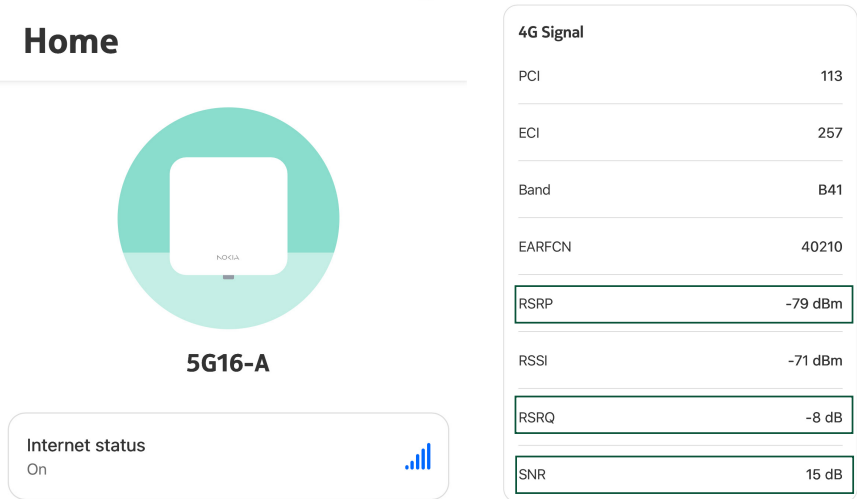 Home
NOKIA
5G16-A
Internet status
On
4G Signal
PCI 113
ECI 257
Band B41
EARFCN 40210
RSRP -79 dBm
RSSI -71 dBm
RSRQ -8 dB
SNR 15 dB